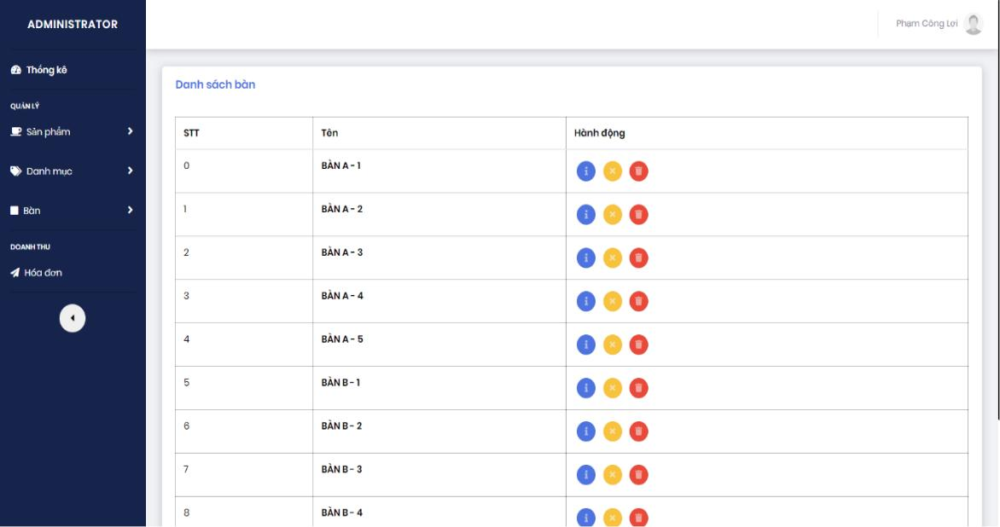 ADMINISTRATOR
Phạm Công Lợi
Thống kê
Danh sách bàn
QUẢN LÝ
Sản phẩm
Danh mục
Bàn
DOANH THU
Hóa đơn
STT Tên Hành động
0 BÀN A - 1
1 BÀN A - 2
2 BÀN A - 3
3 BÀN A - 4
4 BÀN A - 5
5 BÀN B - 1
6 BÀN B - 2
7 BÀN B - 3
8 BÀN B - 4